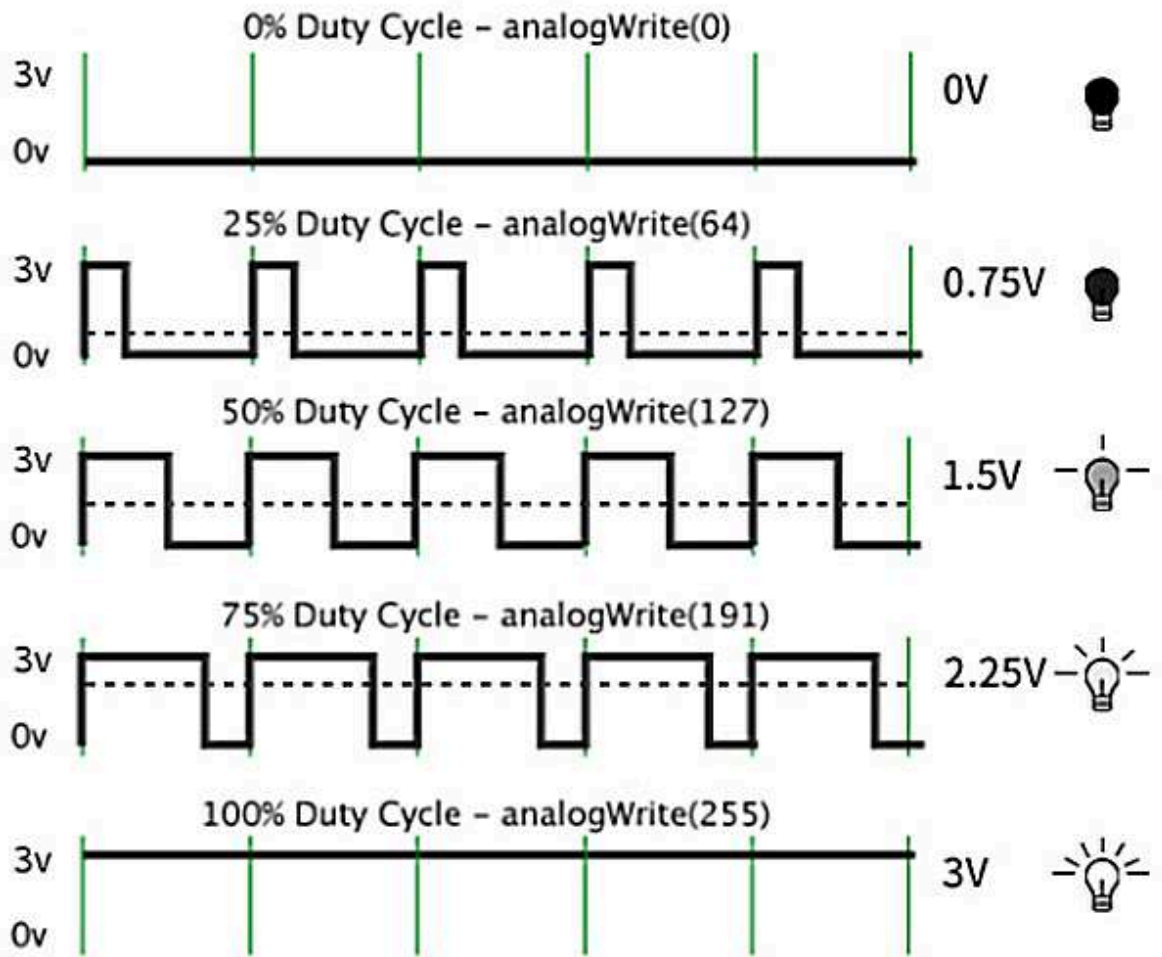 0% Duty Cycle – analogWrite(0)
3v
0V
0v
25% Duty Cycle – analogWrite(64)
3v
0.75V
0v
50% Duty Cycle – analogWrite(127)
3v
1.5V
0v
75% Duty Cycle – analogWrite(191)
3v
2.25V
0v
100% Duty Cycle – analogWrite(255)
3v
3V
0v